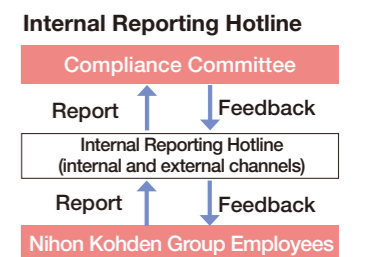 Internal Reporting Hotline
Compliance Committee
Report
Feedback
Internal Reporting Hotline
(internal and external channels)
Report
Feedback
Nihon Kohden Group Employees